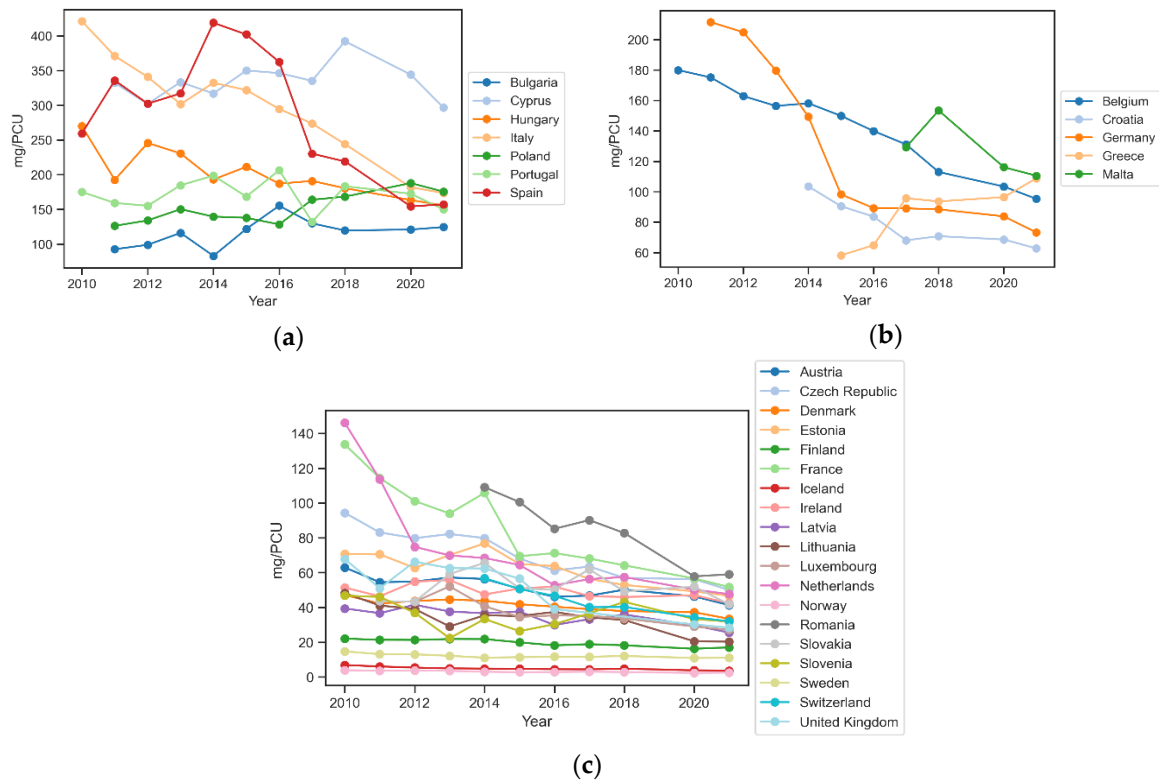 400
350
300
250
200
150
100
mg/PCU
2010
2012
2014
2016
2018
2020
Year
Bulgaria
Cyprus
Hungary
Italy
Poland
Portugal
Spain
(a)
200
180
160
140
120
100
80
60
mg/PCU
2010
2012
2014
2016
2018
2020
Year
Belgium
Croatia
Germany
Greece
Malta
(b)
140
120
100
80
60
40
20
0
mg/PCU
2010
2012
2014
2016
2018
2020
Year
Austria
Czech Republic
Denmark
Estonia
Finland
France
Iceland
Ireland
Latvia
Lithuania
Luxembourg
Netherlands
Norway
Romania
Slovakia
Slovenia
Sweden
Switzerland
United Kingdom
(c)